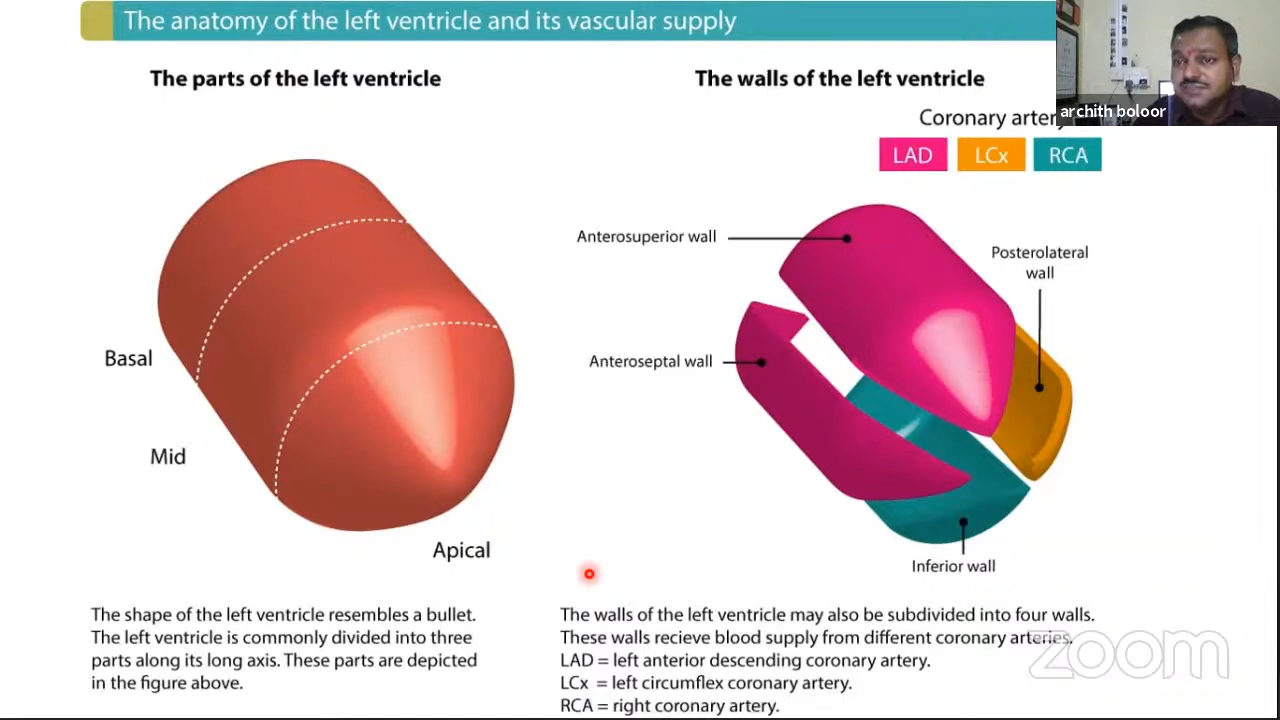 The anatomy of the left ventricle and its vascular supply
archith boloor
The parts of the left ventricle
Basal
Mid
Apical
The shape of the left ventricle resembles a bullet.
The left ventricle is commonly divided into three
parts along its long axis. These parts are depicted
in the figure above.
The walls of the left ventricle
Coronary artery
LAD
LCx
RCA
Anterosuperior wall
Posterolateral
wall
Anteroseptal wall
Inferior wall
The walls of the left ventricle may also be subdivided into four walls.
These walls recieve blood supply from different coronary arteries.
LAD = left anterior descending coronary artery.
LCx = left circumflex coronary artery.
RCA = right coronary artery.
zoom